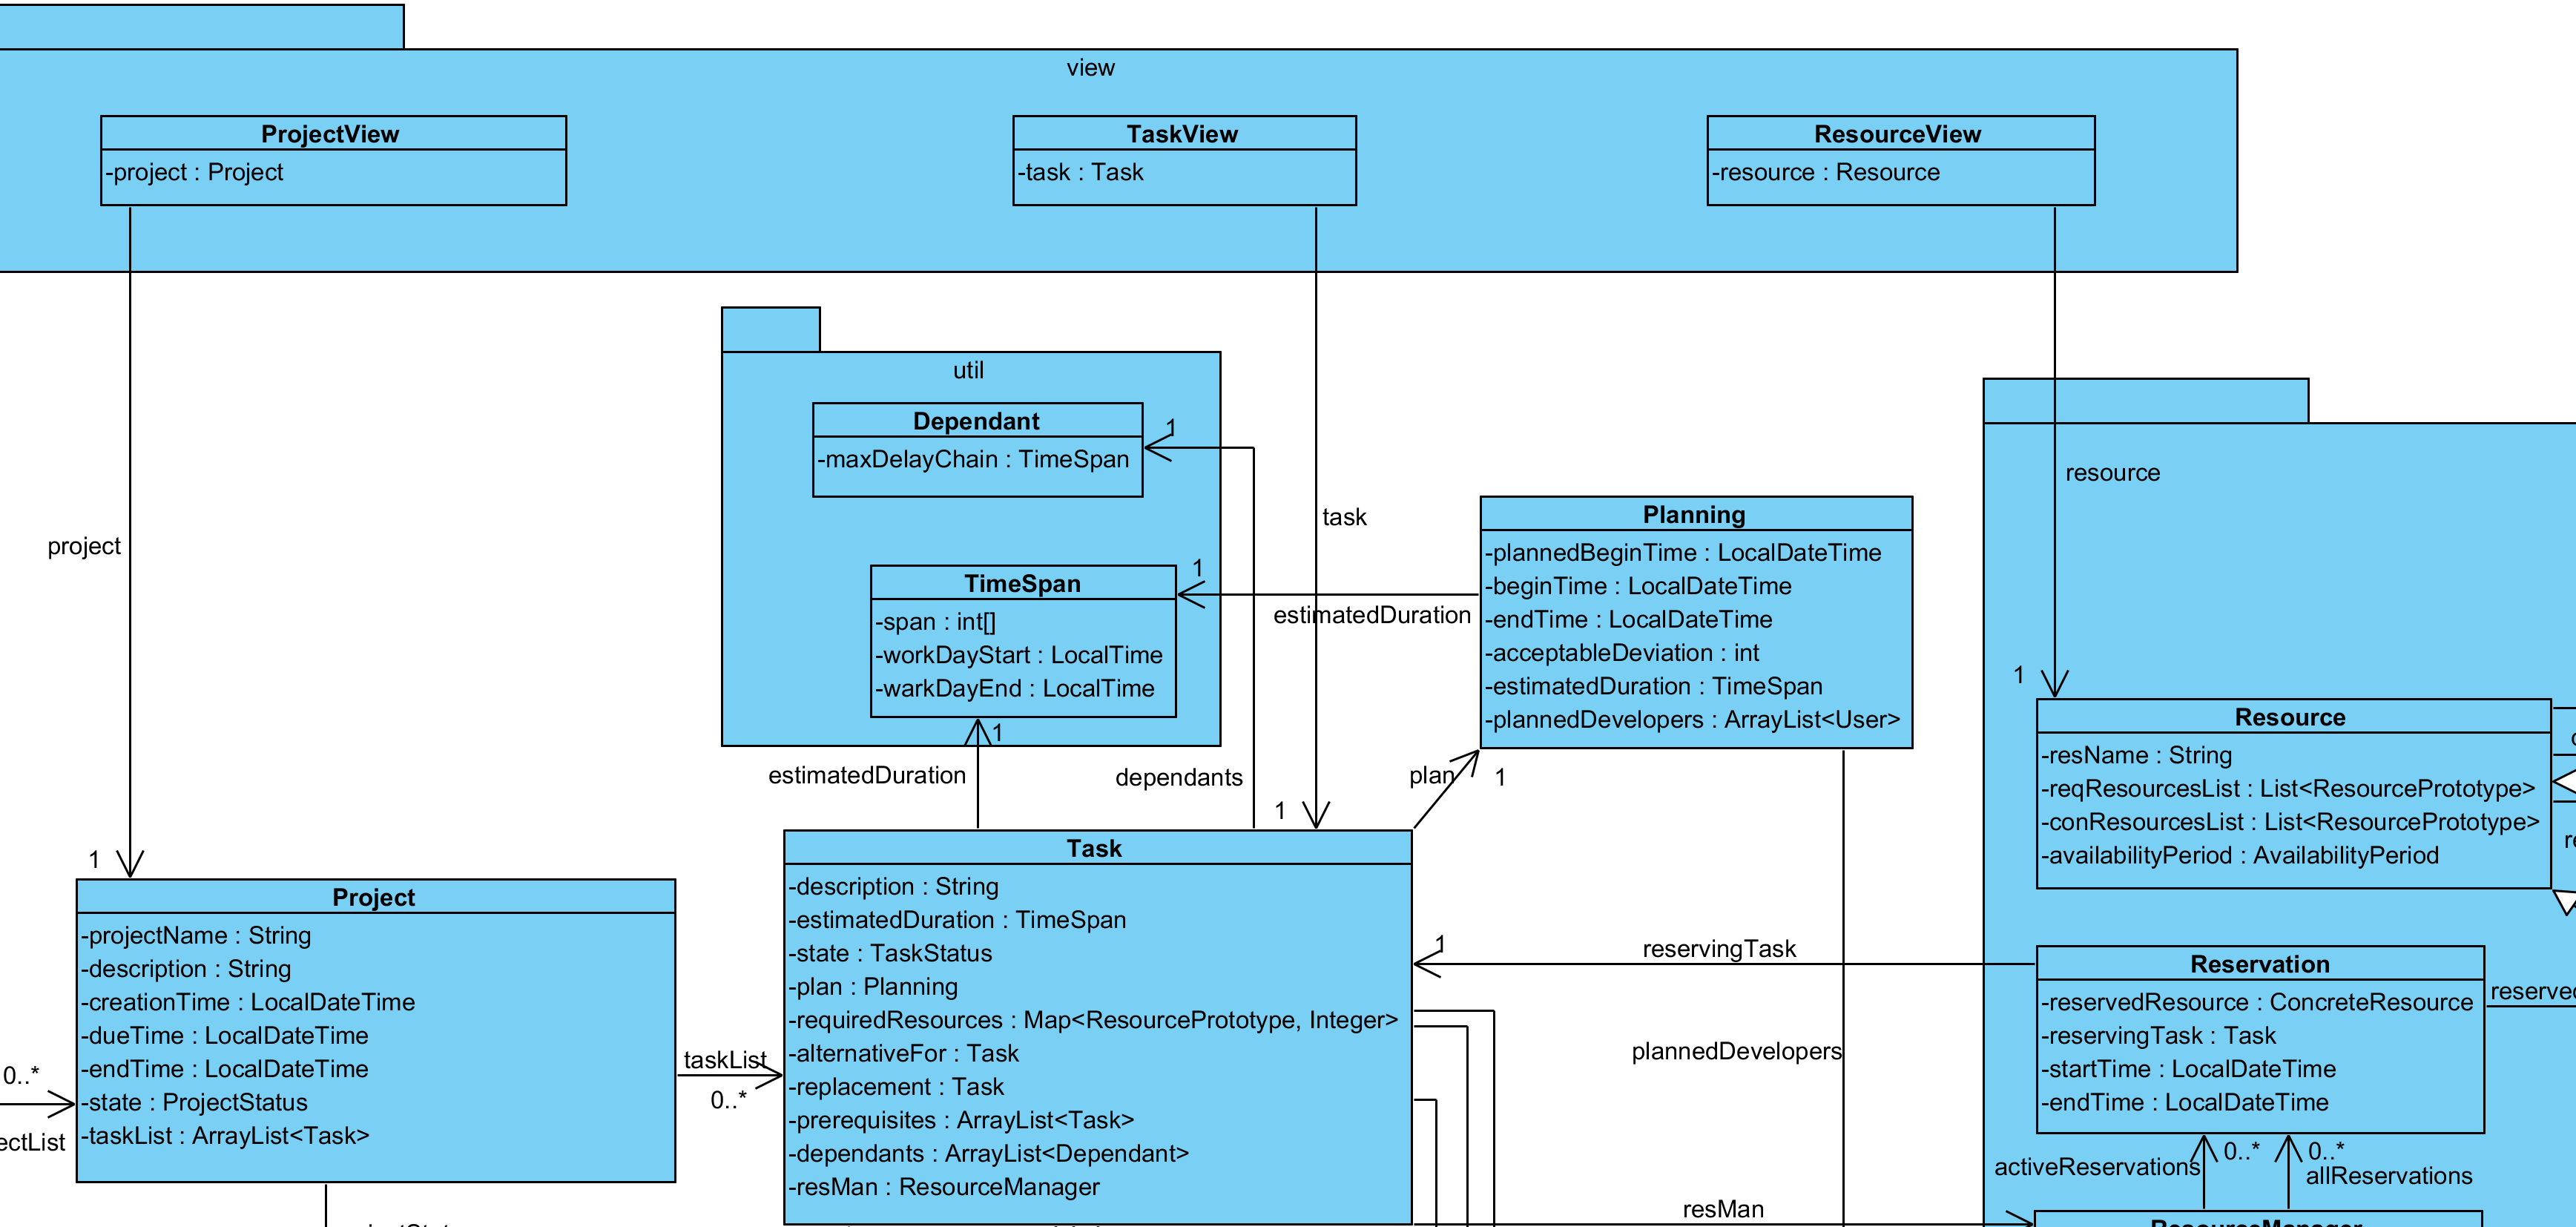 view
ProjectView
-project : Project
TaskView
-task : Task
ResourceView
-resource : Resource
util
Dependant
-maxDelayChain : TimeSpan
1
TimeSpan
-span : int[]
-workDayStart : LocalTime
-warkDayEnd : LocalTime
1
estimatedDuration
1
estimatedDuration
dependants
task
1
project
1
resource
1
Planning
-plannedBeginTime : LocalDateTime
-beginTime : LocalDateTime
-endTime : LocalDateTime
-acceptableDeviation : int
-estimatedDuration : TimeSpan
-plannedDevelopers : ArrayList<User>
plan
1
Resource
-resName : String
-reqResourcesList : List<ResourcePrototype>
-conResourcesList : List<ResourcePrototype>
-availabilityPeriod : AvailabilityPeriod
Project
-projectName : String
-description : String
-creationTime : LocalDateTime
-dueTime : LocalDateTime
-endTime : LocalDateTime
-state : ProjectStatus
-taskList : ArrayList<Task>
0..*
ectList
taskList
0..*
Task
-description : String
-estimatedDuration : TimeSpan
-state : TaskStatus
-plan : Planning
-requiredResources : Map<ResourcePrototype, Integer>
-alternativeFor : Task
-replacement : Task
-prerequisites : ArrayList<Task>
-dependants : ArrayList<Dependant>
-resMan : ResourceManager
1
reservingTask
plannedDevelopers
resMan
Reservation
-reservedResource : ConcreteResource
-reservingTask : Task
-startTime : LocalDateTime
-endTime : LocalDateTime
reserved
activeReservations
0..*
0..*
allReservations
ResourceManager